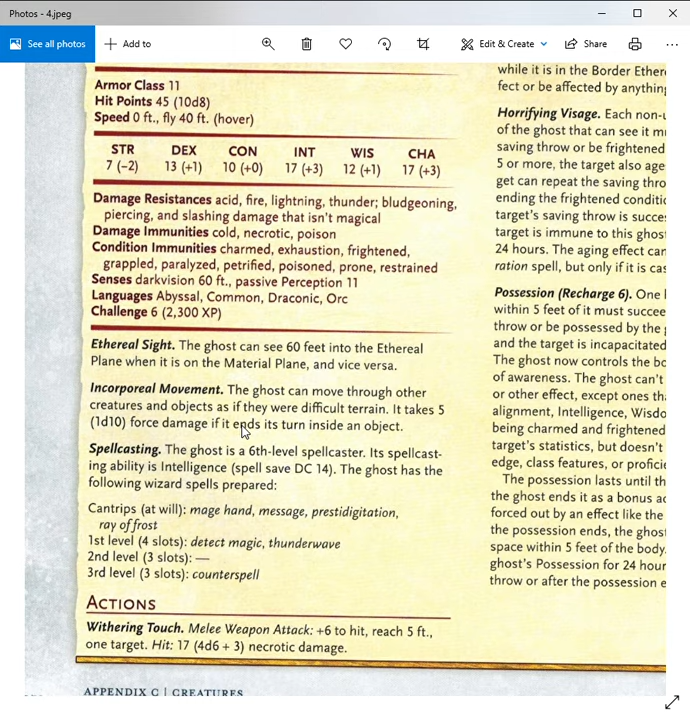 Photos - 4.jpeg
See all photos
Add to
Edit & Create
Share
Armor Class 11
Hit Points 45 (10d8)
Speed 0 ft., fly 40 ft. (hover)
STR DEX CON INT WIS CHA
7 (–2) 13 (+1) 10 (+0) 17 (+3) 12 (+1) 17 (+3)
Damage Resistances acid, fire, lightning, thunder; bludgeoning,
piercing, and slashing damage that isn't magical
Damage Immunities cold, necrotic, poison
Condition Immunities charmed, exhaustion, frightened,
grappled, paralyzed, petrified, poisoned, prone, restrained
Senses darkvision 60 ft., passive Perception 11
Languages Abyssal, Common, Draconic, Orc
Challenge 6 (2,300 XP)
Ethereal Sight. The ghost can see 60 feet into the Ethereal
Plane when it is on the Material Plane, and vice versa.
Incorporeal Movement. The ghost can move through other
creatures and objects as if they were difficult terrain. It takes 5
(1d10) force damage if it ends its turn inside an object.
Spellcasting. The ghost is a 6th-level spellcaster. Its spellcast-
ing ability is Intelligence (spell save DC 14). The ghost has the
following wizard spells prepared:
Cantrips (at will): mage hand, message, prestidigitation,
ray of frost
1st level (4 slots): detect magic, thunderwave
2nd level (3 slots): —
3rd level (3 slots): counterspell
ACTIONS
Withering Touch. Melee Weapon Attack: +6 to hit, reach 5 ft.,
one target. Hit: 17 (4d6 + 3) necrotic damage.
APPENDIX C | CREATURES
while it is in the Border Ether
fect or be affected by anything
Horrifying Visage. Each non-u
of the ghost that can see it m
saving throw or be frightened
5 or more, the target also age
get can repeat the saving thro
ending the frightened conditi
target's saving throw is succe
target is immune to this ghos
24 hours. The aging effect can
ration spell, but only if it is cas
Possession (Recharge 6). One
within 5 feet of it must succee
throw or be possessed by the
and the target is incapacitated
The ghost now controls the bo
of awareness. The ghost can't
or other effect, except ones th
alignment, Intelligence, Wisdo
being charmed and frightened
target's statistics, but doesn't
edge, class features, or proficie
The possession lasts until th
the ghost ends it as a bonus ac
forced out by an effect like the
the possession ends, the ghos
space within 5 feet of the body.
ghost's Possession for 24 hour
throw or after the possession e